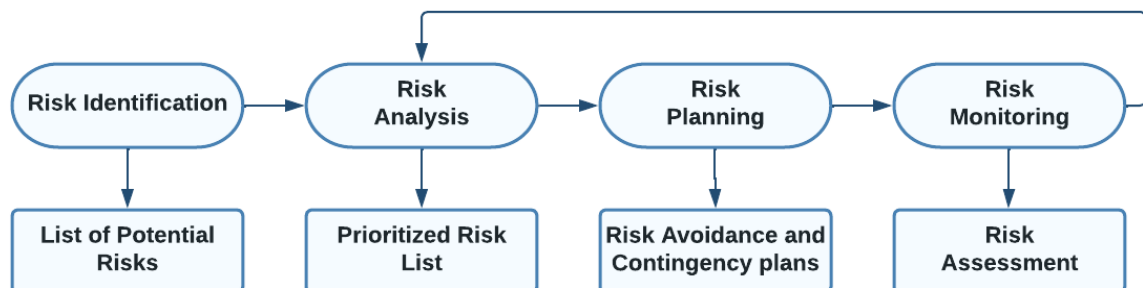 Risk Identification
Risk
Analysis
Risk
Planning
Risk
Monitoring
List of Potential
Risks
Prioritized Risk
List
Risk Avoidance and
Contingency plans
Risk
Assessment